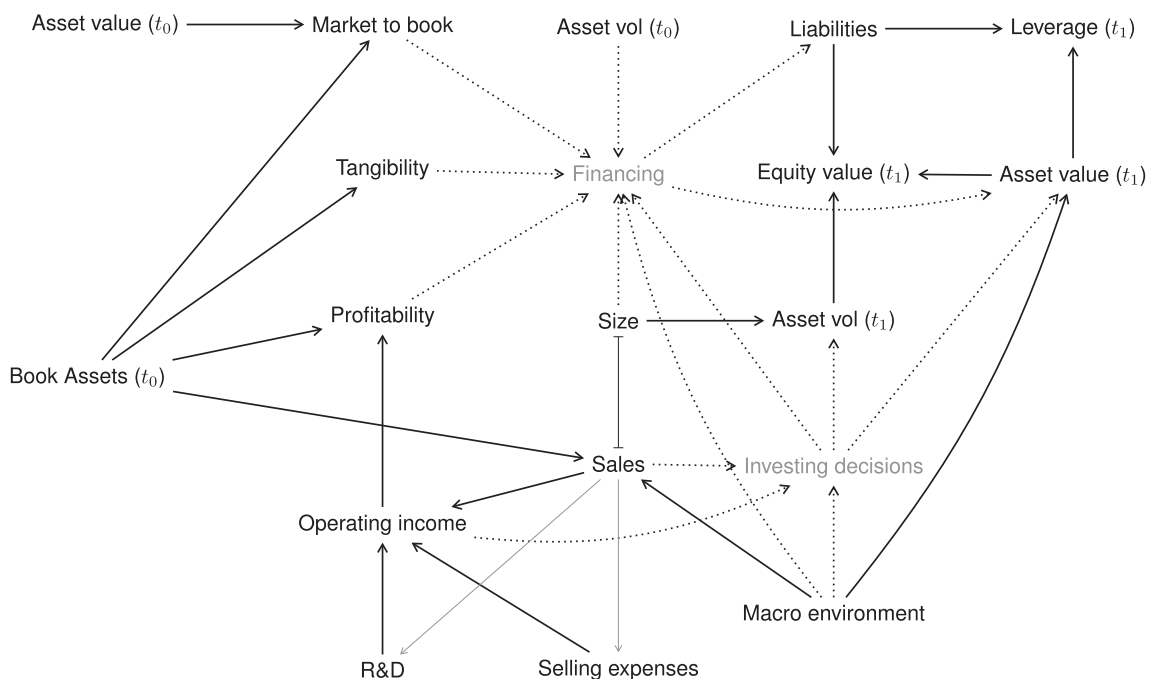 Asset value (t₀)
Market to book
Asset vol (t₀)
Liabilities
Leverage (t₁)
Tangibility
Financing
Equity value (t₁)
Asset value (t₁)
Profitability
Size
Asset vol (t₁)
Book Assets (t₀)
Sales
Investing decisions
Operating income
Macro environment
R&D
Selling expenses